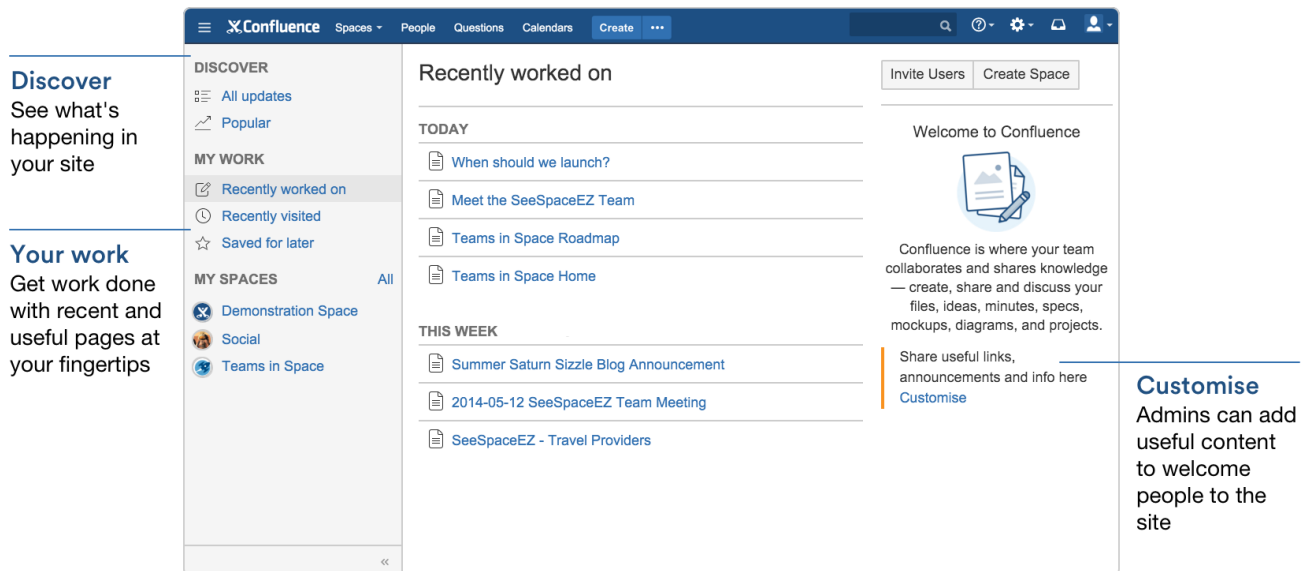 Confluence Spaces People Questions Calendars Create
Discover
See what's
happening in
your site
Your work
Get work done
with recent and
useful pages at
your fingertips
DISCOVER
All updates
Popular
MY WORK
Recently worked on
Recently visited
Saved for later
MY SPACES All
Demonstration Space
Social
Teams in Space
«
Recently worked on
TODAY
When should we launch?
Meet the SeeSpaceEZ Team
Teams in Space Roadmap
Teams in Space Home
THIS WEEK
Summer Saturn Sizzle Blog Announcement
2014-05-12 SeeSpaceEZ Team Meeting
SeeSpaceEZ - Travel Providers
Invite Users Create Space
Welcome to Confluence
Confluence is where your team
collaborates and shares knowledge
— create, share and discuss your
files, ideas, minutes, specs,
mockups, diagrams, and projects.
Share useful links,
announcements and info here
Customise
Customise
Admins can add
useful content
to welcome
people to the
site